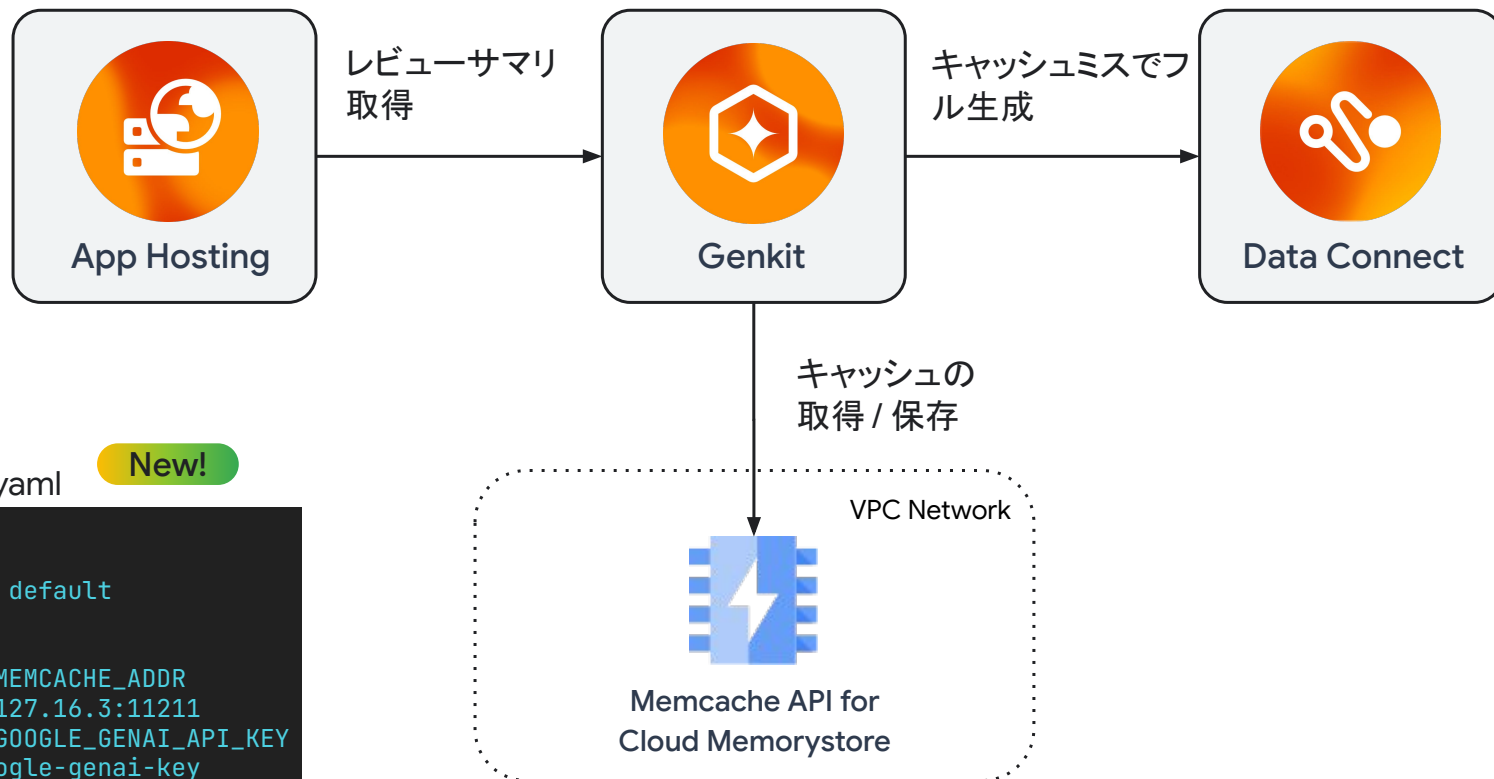 レビューサマリ
取得
キャッシュミスでフ
ル生成
App Hosting
Genkit
Data Connect
キャッシュの
取得 / 保存
New!
yaml
VPC Network
default
MEMCACHE_ADDR
127.16.3:11211
GOOGLE_GENAI_API_KEY
ogle-genai-key
Memcache API for
Cloud Memorystore